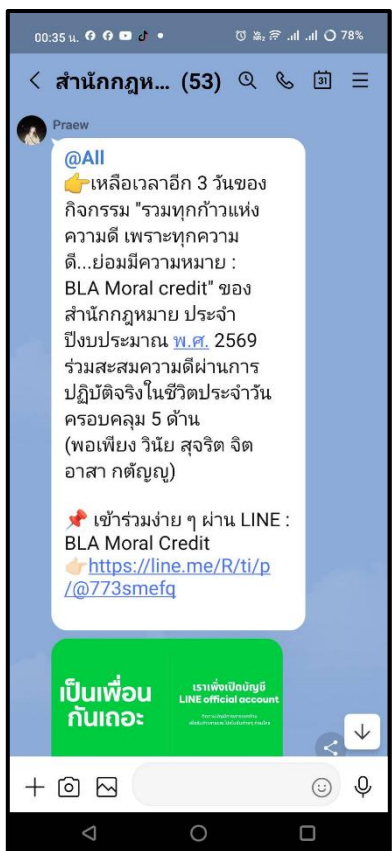 00:35 น.
78%
สำนักกฎห... (53)
31
Praew
@All
👉เหลือเวลาอีก 3 วันของ
กิจกรรม "รวมทุกก้าวแห่ง
ความดี เพราะทุกความ
ดี...ย่อมมีความหมาย :
BLA Moral credit" ของ
สำนักกฎหมาย ประจำ
ปีงบประมาณ พ.ศ. 2569
ร่วมสะสมความดีผ่านการ
ปฏิบัติจริงในชีวิตประจำวัน
ครอบคลุม 5 ด้าน
(พอเพียง วินัย สุจริต จิต
อาสา กตัญญู)
📌 เข้าร่วมง่าย ๆ ผ่าน LINE :
BLA Moral Credit
👉🏻https://line.me/R/ti/p
/@773smefq
เป็นเพื่อน
กันเถอะ
เราเพิ่งเปิดบัญชี
LINE official account